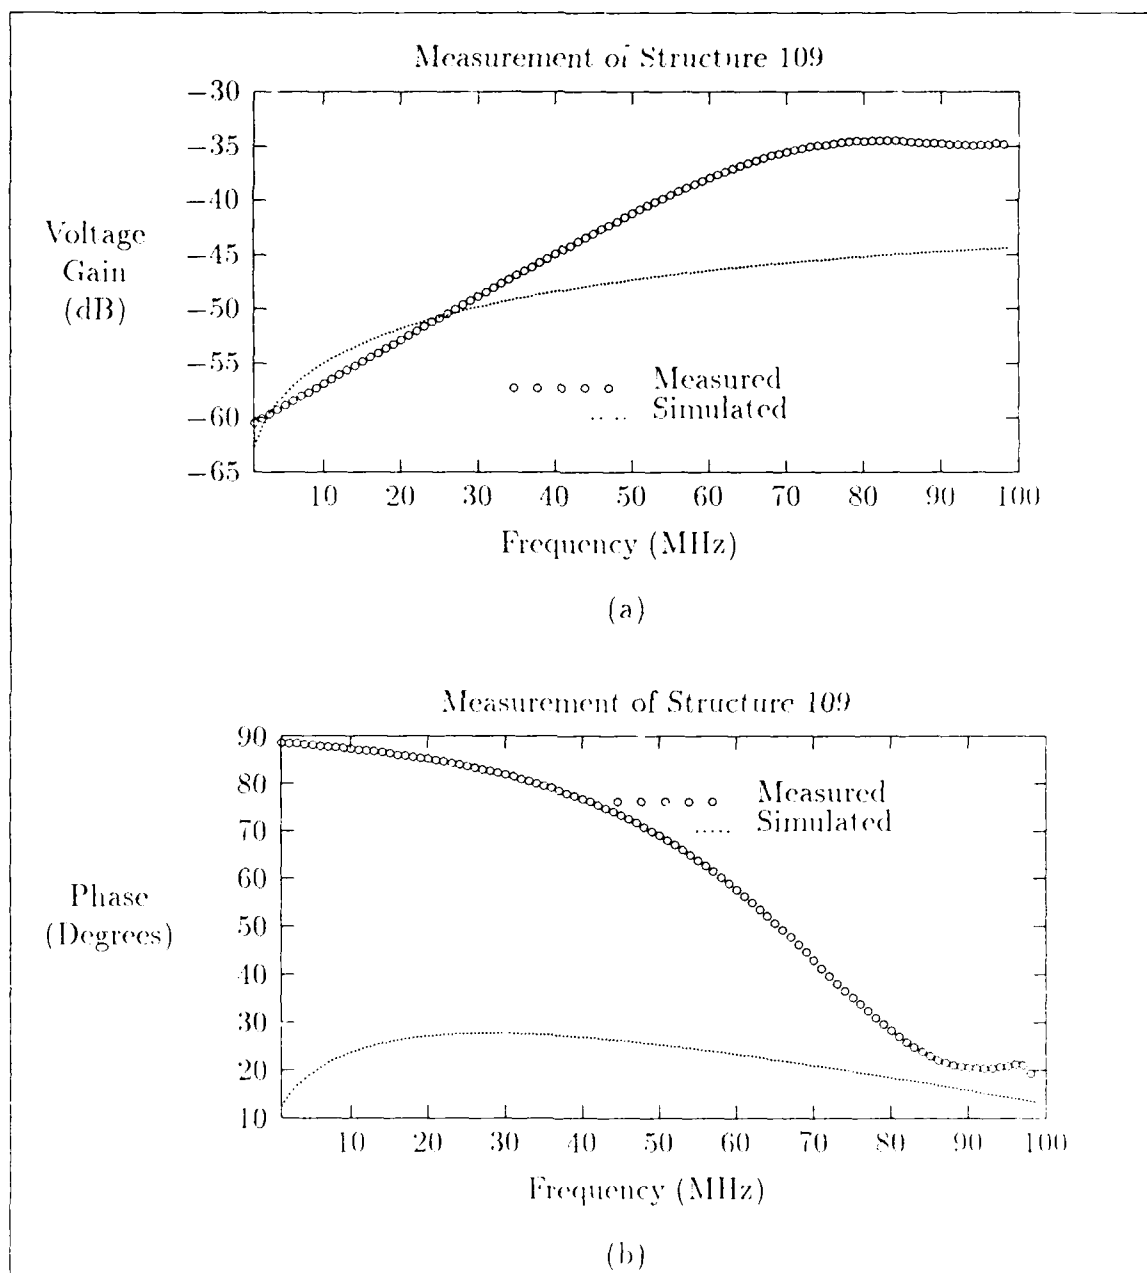 Measurement of Structure 109
−30
−35
−40
−45
−50
−55
−60
−65
Voltage
Gain
(dB)
Measured
Simulated
10 20 30 40 50 60 70 80 90 100
Frequency (MHz)
(a)
Measurement of Structure 109
90
80
70
60
50
40
30
20
10
Phase
(Degrees)
Measured
Simulated
10 20 30 40 50 60 70 80 90 100
Frequency (MHz)
(b)